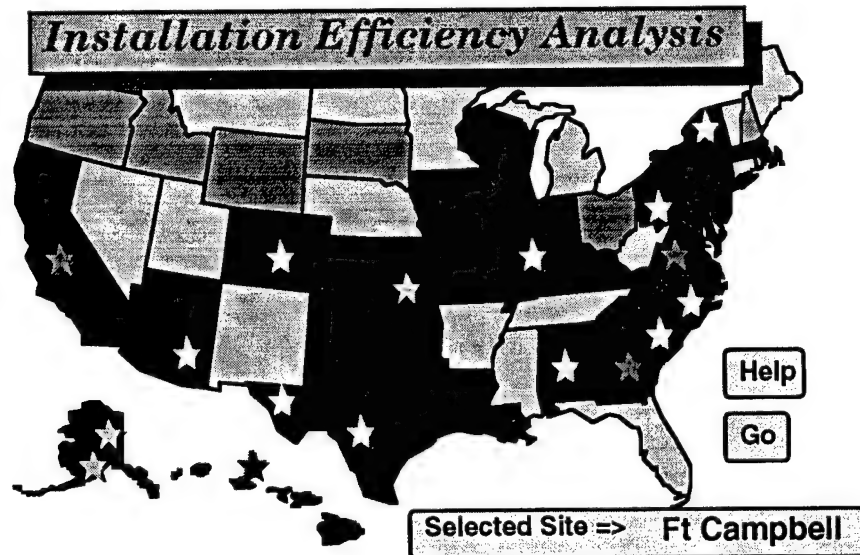 Installation Efficiency Analysis
Help
Go
Selected Site => Ft Campbell